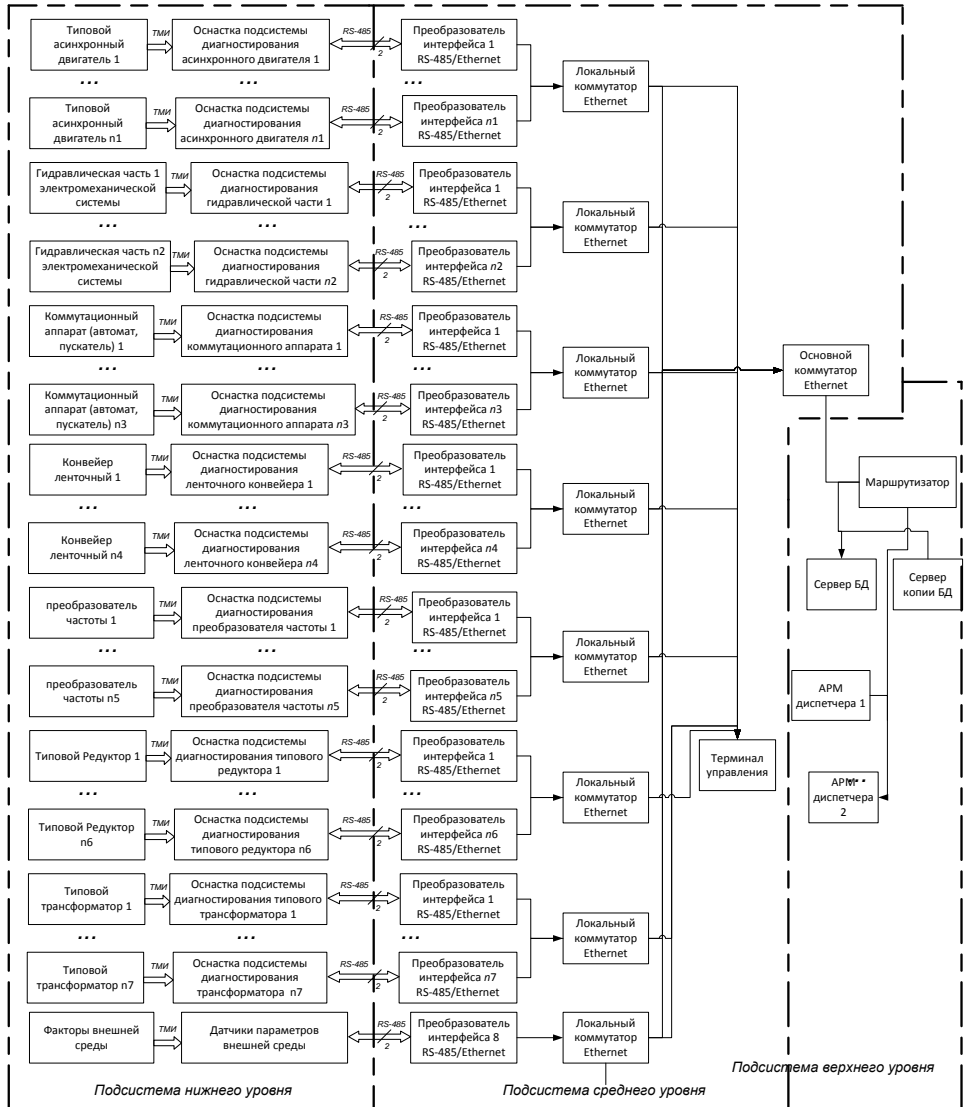 Типовой
асинхронный
двигатель 1
ТМИ
Оснастка подсистемы
диагностирования
асинхронного двигателя 1
RS-485
2
Преобразователь
интерфейса 1
RS-485/Ethernet
Локальный
коммутатор
Ethernet
...
...
...
Типовой
асинхронный
двигатель n1
ТМИ
Оснастка подсистемы
диагностирования
асинхронного двигателя n1
RS-485
2
Преобразователь
интерфейса n1
RS-485/Ethernet
Гидравлическая часть 1
электромеханической
системы
ТМИ
Оснастка подсистемы
диагностирования
гидравлической части 1
RS-485
2
Преобразователь
интерфейса 1
RS-485/Ethernet
Локальный
коммутатор
Ethernet
...
...
...
Гидравлическая часть n2
электромеханической
системы
ТМИ
Оснастка подсистемы
диагностирования
гидравлической части n2
RS-485
2
Преобразователь
интерфейса n2
RS-485/Ethernet
Коммутационный
аппарат (автомат,
пускатель) 1
ТМИ
Оснастка подсистемы
диагностирования
коммутационного аппарата 1
RS-485
2
Преобразователь
интерфейса 1
RS-485/Ethernet
Локальный
коммутатор
Ethernet
Основной
коммутатор
Ethernet
...
...
...
Коммутационный
аппарат (автомат,
пускатель) n3
ТМИ
Оснастка подсистемы
диагностирования
коммутационного аппарата n3
RS-485
2
Преобразователь
интерфейса n3
RS-485/Ethernet
Конвейер
ленточный 1
ТМИ
Оснастка подсистемы
диагностирования
ленточного конвейера 1
RS-485
2
Преобразователь
интерфейса 1
RS-485/Ethernet
Локальный
коммутатор
Ethernet
Маршрутизатор
...
...
...
Конвейер
ленточный n4
ТМИ
Оснастка подсистемы
диагностирования
ленточного конвейера n4
RS-485
2
Преобразователь
интерфейса n4
RS-485/Ethernet
Сервер БД
Сервер
копии БД
преобразователь
частоты 1
ТМИ
Оснастка подсистемы
диагностирования
преобразователя частоты 1
RS-485
2
Преобразователь
интерфейса 1
RS-485/Ethernet
Локальный
коммутатор
Ethernet
...
...
...
преобразователь
частоты n5
ТМИ
Оснастка подсистемы
диагностирования
преобразователя частоты n5
RS-485
2
Преобразователь
интерфейса n5
RS-485/Ethernet
АРМ
диспетчера 1
Типовой Редуктор 1
ТМИ
Оснастка подсистемы
диагностирования типового
редуктора 1
RS-485
2
Преобразователь
интерфейса 1
RS-485/Ethernet
Локальный
коммутатор
Ethernet
Терминал
управления
...
АРМ
диспетчера
2
...
...
...
Типовой Редуктор
n6
ТМИ
Оснастка подсистемы
диагностирования
типового редуктора n6
RS-485
2
Преобразователь
интерфейса n6
RS-485/Ethernet
Типовой
трансформатор 1
ТМИ
Оснастка подсистемы
диагностирования типового
трансформатора 1
RS-485
2
Преобразователь
интерфейса 1
RS-485/Ethernet
Локальный
коммутатор
Ethernet
...
...
...
Типовой
трансформатор n7
ТМИ
Оснастка подсистемы
диагностирования
трансформатора n7
RS-485
2
Преобразователь
интерфейса n7
RS-485/Ethernet
Факторы внешней
среды
ТМИ
Датчики параметров
внешней среды
RS-485
2
Преобразователь
интерфейса 8
RS-485/Ethernet
Локальный
коммутатор
Ethernet
Подсистема нижнего уровня
Подсистема среднего уровня
Подсистема верхнего уровня